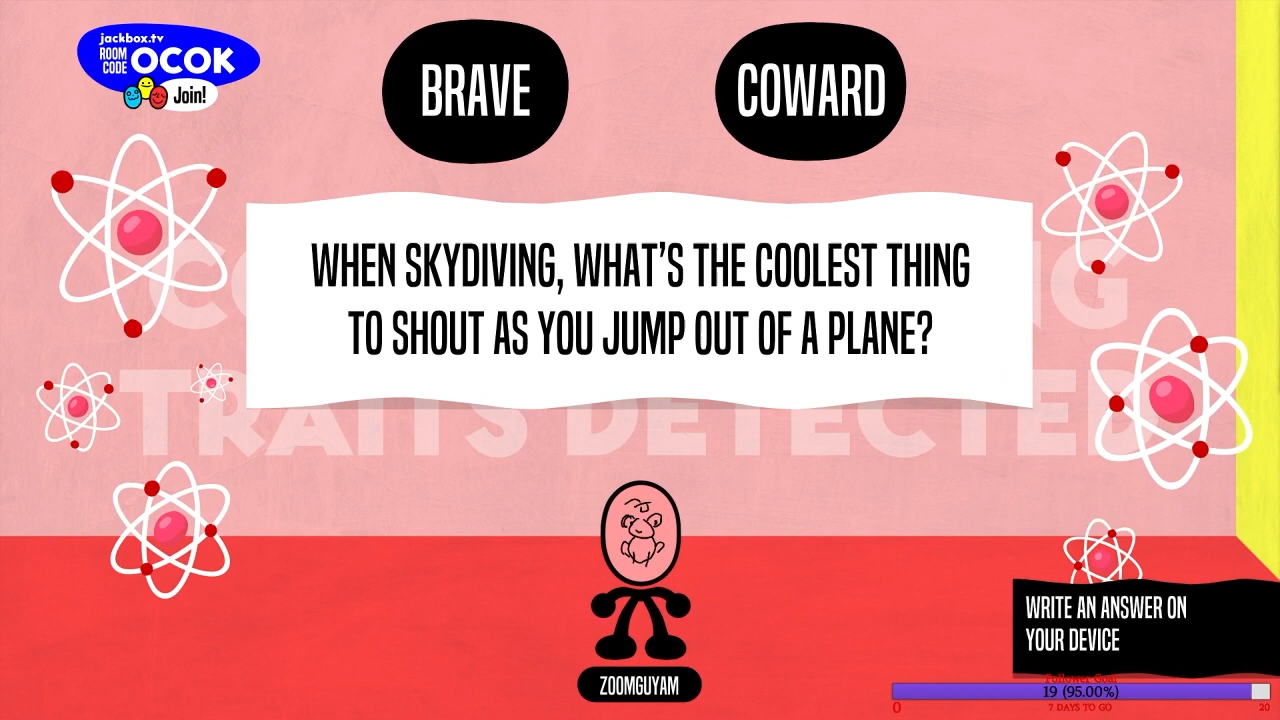 jackbox.tv
ROOM CODE OCOK
Join!
BRAVE
COWARD
WHEN SKYDIVING, WHAT'S THE COOLEST THING
TO SHOUT AS YOU JUMP OUT OF A PLANE?
TRAITS DETECTED
ZOOMGUYAM
WRITE AN ANSWER ON
YOUR DEVICE
Follower Goal
19 (95.00%)
0
7 DAYS TO GO
20